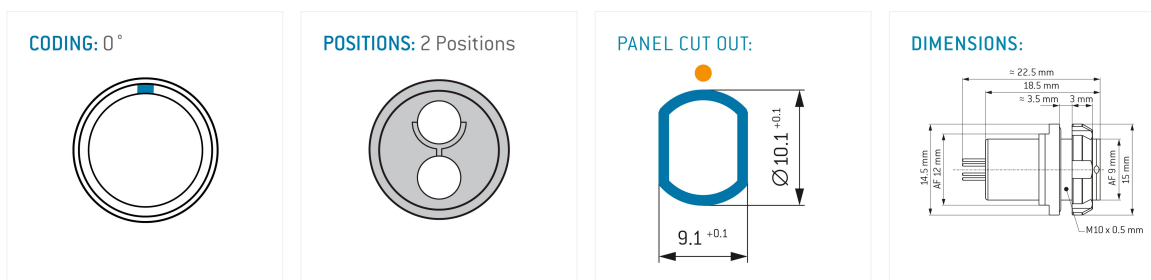 CODING: 0°
POSITIONS: 2 Positions
PANEL CUT OUT:
Ø 10.1 +0.1
9.1 +0.1
DIMENSIONS:
≈ 22.5 mm
18.5 mm
≈ 3.5 mm 3 mm
14.5 mm
AF 12 mm
AF 9 mm
15 mm
M10 x 0.5 mm